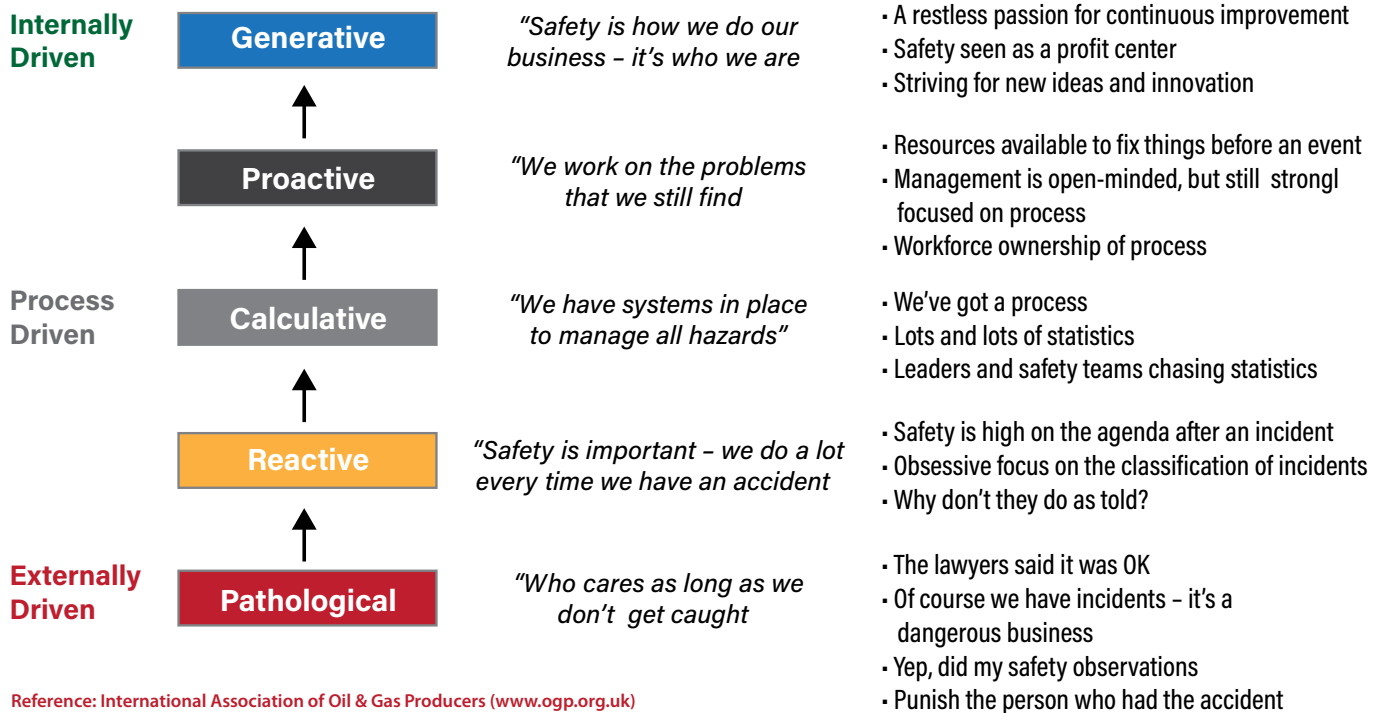 Internally
Driven
Generative
“Safety is how we do our
business – it’s who we are
▪ A restless passion for continuous improvement
▪ Safety seen as a profit center
▪ Striving for new ideas and innovation
Proactive
“We work on the problems
that we still find
▪ Resources available to fix things before an event
▪ Management is open-minded, but still  strongl
focused on process
▪ Workforce ownership of process
Process
Driven
Calculative
“We have systems in place
to manage all hazards”
▪ We’ve got a process
▪ Lots and lots of statistics
▪ Leaders and safety teams chasing statistics
Reactive
“Safety is important – we do a lot
every time we have an accident
▪ Safety is high on the agenda after an incident
▪ Obsessive focus on the classification of incidents
▪ Why don’t they do as told?
Externally
Driven
Pathological
“Who cares as long as we
don’t  get caught
▪ The lawyers said it was OK
▪ Of course we have incidents – it’s a
dangerous business
▪ Yep, did my safety observations
▪ Punish the person who had the accident
Reference: International Association of Oil & Gas Producers (www.ogp.org.uk)